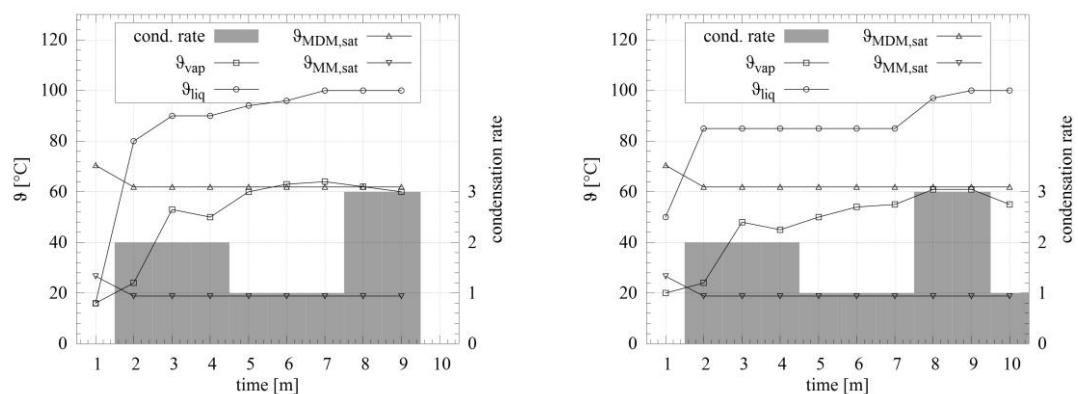 120
100
80
60
40
20
0
ϑ [°C]
cond. rate
ϑvap
ϑliq
ϑMDM,sat
ϑMM,sat
3
2
1
0
condensation rate
1 2 3 4 5 6 7 8 9 10
time [m]
120
100
80
60
40
20
0
ϑ [°C]
cond. rate
ϑvap
ϑliq
ϑMDM,sat
ϑMM,sat
3
2
1
0
condensation rate
1 2 3 4 5 6 7 8 9 10
time [m]